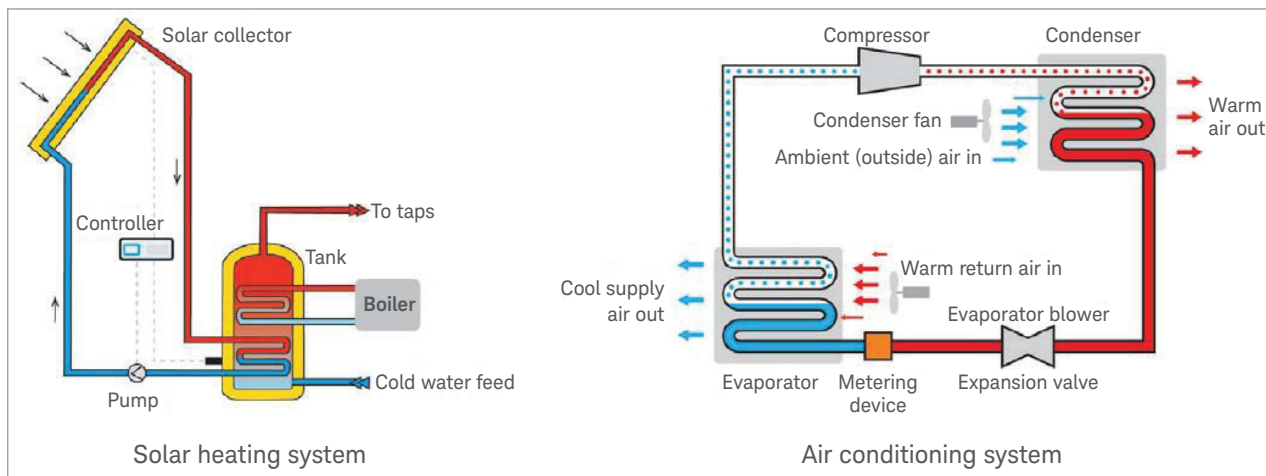 Solar collector
Controller
To taps
Tank
Boiler
Cold water feed
Pump
Solar heating system
Compressor
Condenser
Condenser fan
Warm
air out
Ambient (outside) air in
Warm return air in
Cool supply
air out
Evaporator blower
Evaporator
Metering
device
Expansion valve
Air conditioning system